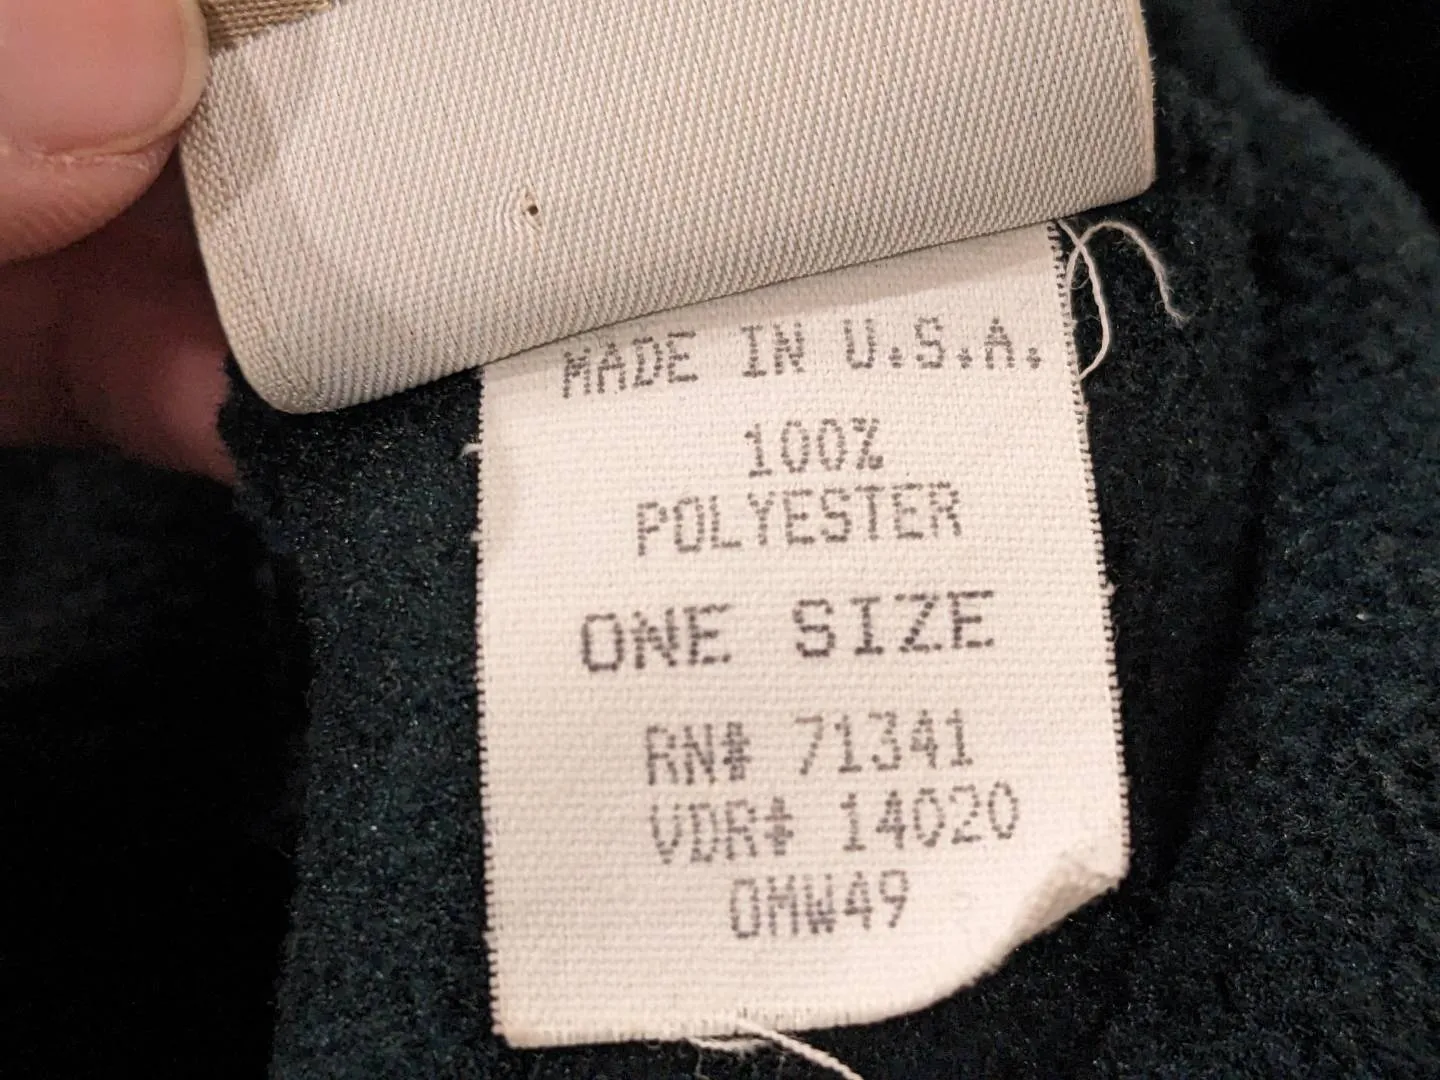 MADE IN U.S.A.
100%
POLYESTER
ONE SIZE
RN# 71341
VDR# 14020
OMW49